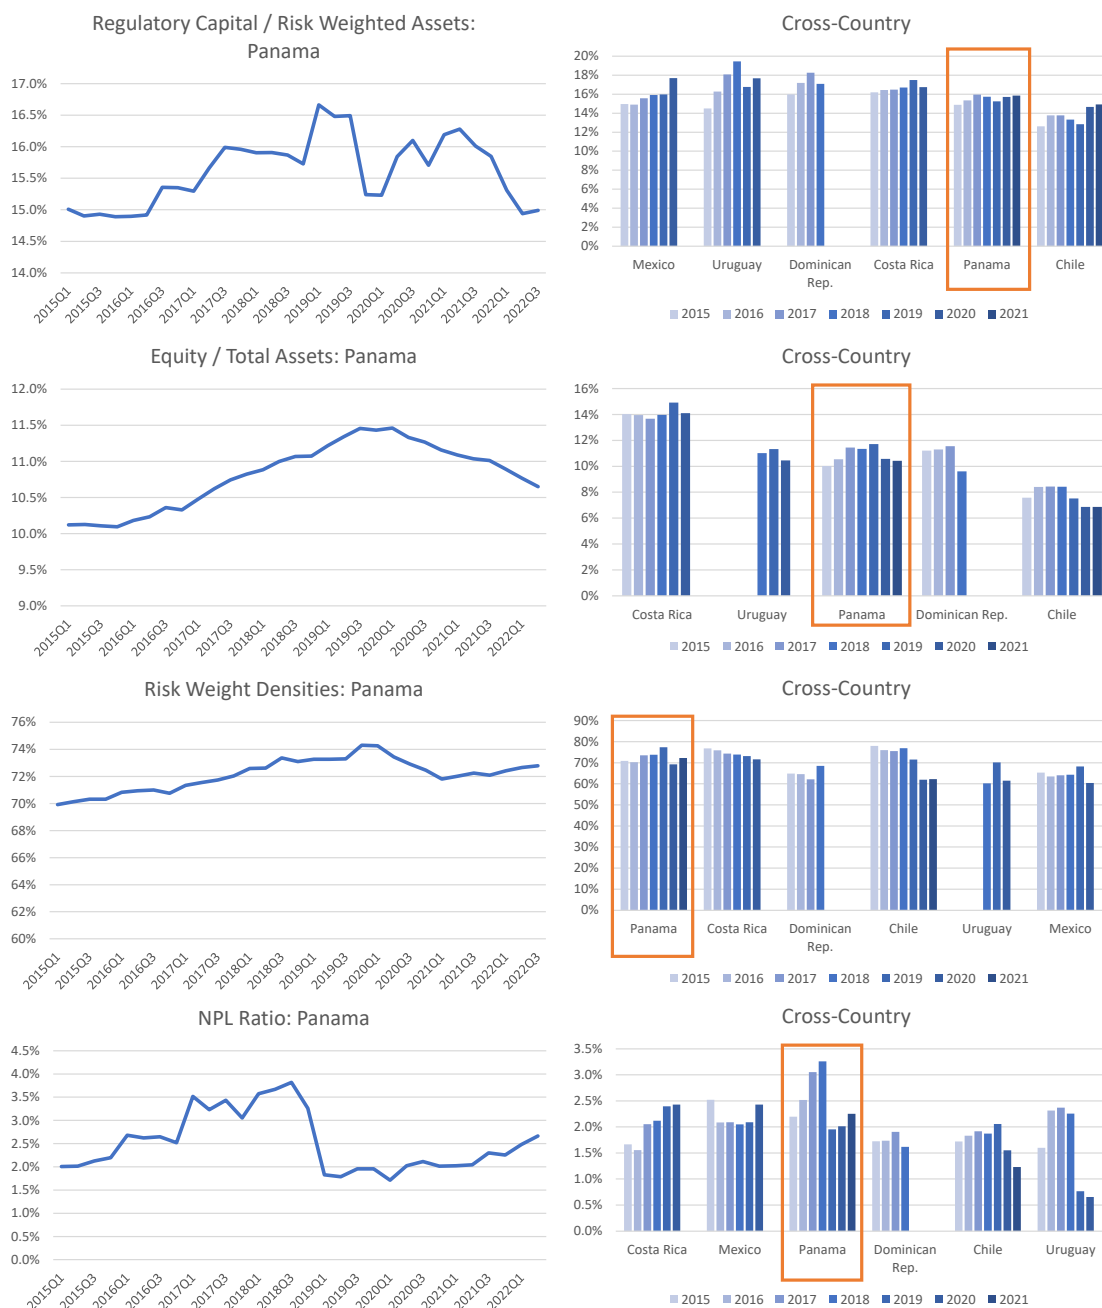 Regulatory Capital / Risk Weighted Assets:
Panama
17.0%
16.5%
16.0%
15.5%
15.0%
14.5%
14.0%
2015Q1 2015Q3 2016Q1 2016Q3 2017Q1 2017Q3 2018Q1 2018Q3 2019Q1 2019Q3 2020Q1 2020Q3 2021Q1 2021Q3 2022Q1 2022Q3
Cross-Country
20%
18%
16%
14%
12%
10%
8%
6%
4%
2%
0%
Mexico Uruguay Dominican Costa Rica Panama Chile
Rep.
2015 2016 2017 2018 2019 2020 2021
Equity / Total Assets: Panama
12.0%
11.5%
11.0%
10.5%
10.0%
9.5%
9.0%
2015Q1 2015Q3 2016Q1 2016Q3 2017Q1 2017Q3 2018Q1 2018Q3 2019Q1 2019Q3 2020Q1 2020Q3 2021Q1 2021Q3 2022Q1
Cross-Country
16%
14%
12%
10%
8%
6%
4%
2%
0%
Costa Rica Uruguay Panama Dominican Rep. Chile
2015 2016 2017 2018 2019 2020 2021
Risk Weight Densities: Panama
76%
74%
72%
70%
68%
66%
64%
62%
60%
2015Q1 2015Q3 2016Q1 2016Q3 2017Q1 2017Q3 2018Q1 2018Q3 2019Q1 2019Q3 2020Q1 2020Q3 2021Q1 2021Q3 2022Q1 2022Q3
Cross-Country
90%
80%
70%
60%
50%
40%
30%
20%
10%
0%
Panama Costa Rica Dominican Chile Uruguay Mexico
Rep.
2015 2016 2017 2018 2019 2020 2021
NPL Ratio: Panama
4.5%
4.0%
3.5%
3.0%
2.5%
2.0%
1.5%
1.0%
0.5%
0.0%
2015Q1 2015Q3 2016Q1 2016Q3 2017Q1 2017Q3 2018Q1 2018Q3 2019Q1 2019Q3 2020Q1 2020Q3 2021Q1 2021Q3 2022Q1
Cross-Country
3.5%
3.0%
2.5%
2.0%
1.5%
1.0%
0.5%
0.0%
Costa Rica Mexico Panama Dominican Chile Uruguay
Rep.
2015 2016 2017 2018 2019 2020 2021